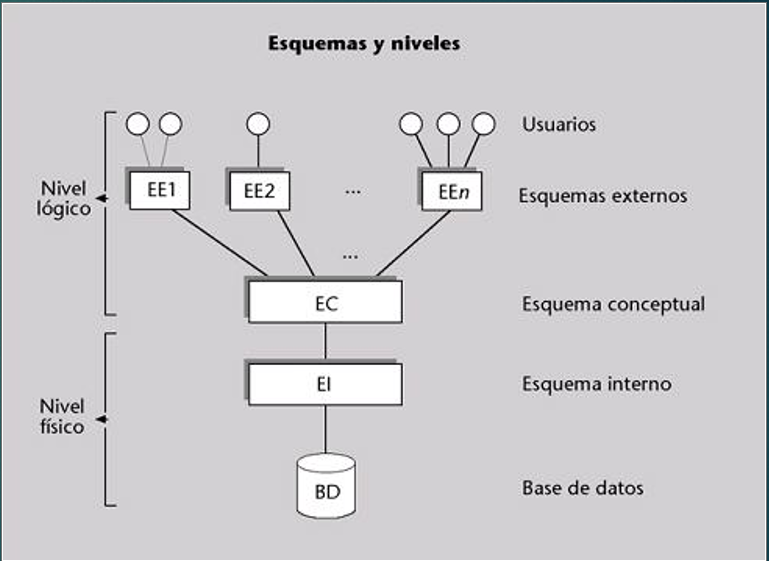 Esquemas y niveles
Usuarios
Nivel
lógico
EE1
EE2
...
EEn
Esquemas externos
...
EC
Esquema conceptual
EI
Esquema interno
Nivel
físico
BD
Base de datos